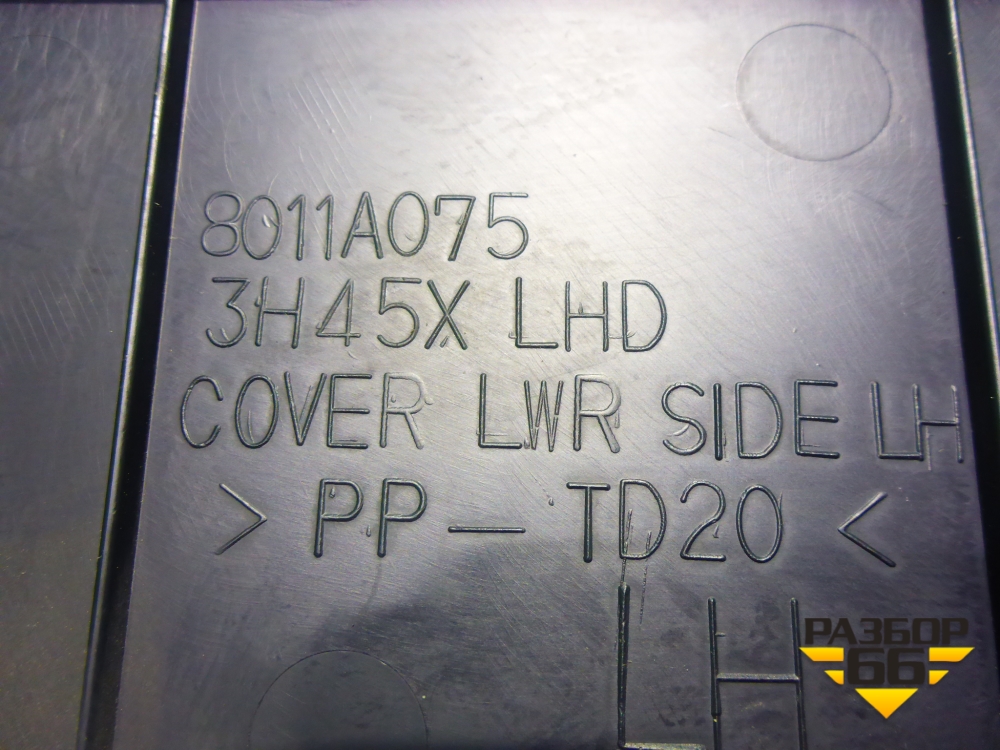 8011A075
3H45X LHD
COVER LWR SIDE LH
> PP — TD20 <
LH
РАЗБОР
66